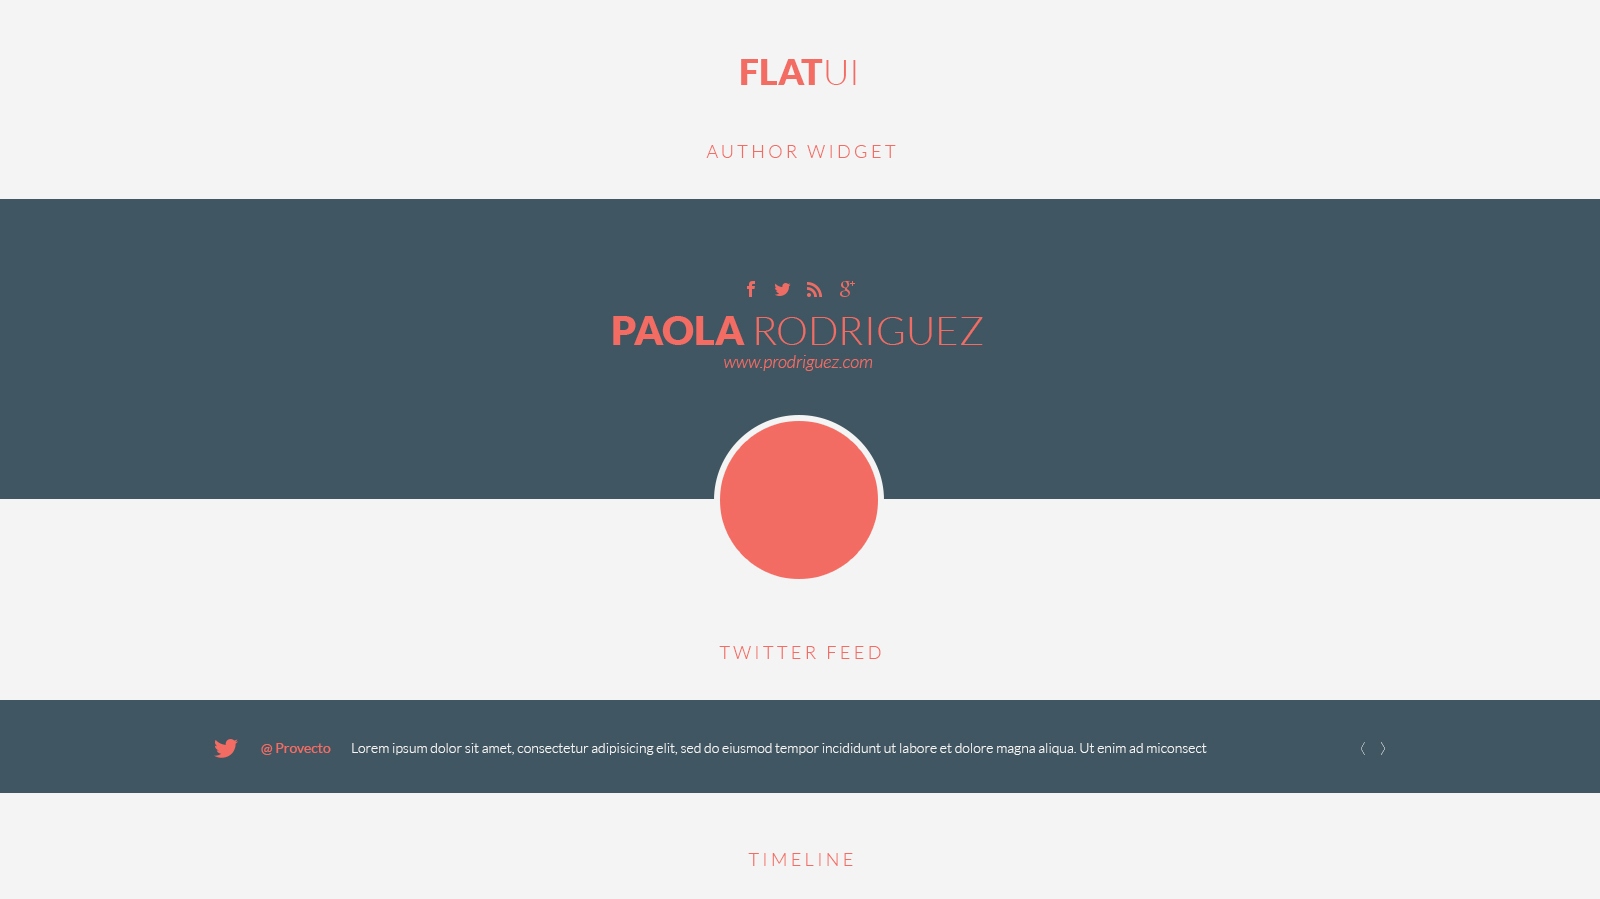 FLATUI
AUTHOR WIDGET
PAOLA RODRIGUEZ
www.prodriguez.com
TWITTER FEED
@ Provecto Lorem ipsum dolor sit amet, consectetur adipisicing elit, sed do eiusmod tempor incididunt ut labore et dolore magna aliqua. Ut enim ad miconsect
TIMELINE